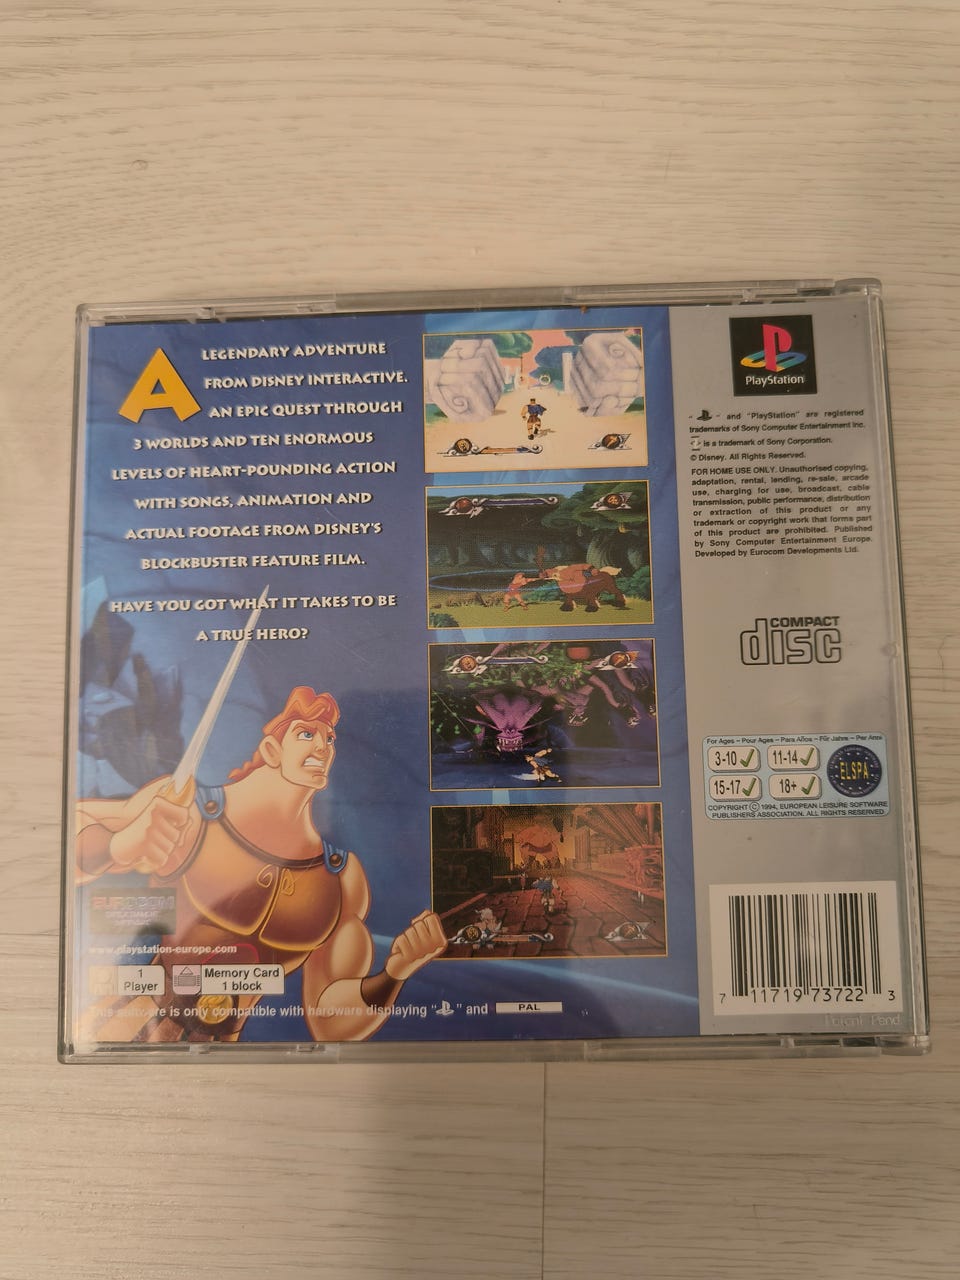 A LEGENDARY ADVENTURE
FROM DISNEY INTERACTIVE.
AN EPIC QUEST THROUGH
3 WORLDS AND TEN ENORMOUS
LEVELS OF HEART-POUNDING ACTION
WITH SONGS, ANIMATION AND
ACTUAL FOOTAGE FROM DISNEY'S
BLOCKBUSTER FEATURE FILM.
HAVE YOU GOT WHAT IT TAKES TO BE
A TRUE HERO?
EUROCOM
www.playstation-europe.com
1
Player
Memory Card
1 block
This software is only compatible with hardware displaying " " and PAL
PlayStation
" " and "PlayStation" are registered
trademarks of Sony Computer Entertainment Inc.
is a trademark of Sony Corporation.
© Disney. All Rights Reserved.
FOR HOME USE ONLY. Unauthorised copying,
adaptation, rental, lending, re-sale, arcade
use, charging for use, broadcast, cable
transmission, public performance, distribution
or extraction of this product or any
trademark or copyright work that forms part
of this product are prohibited. Published
by Sony Computer Entertainment Europe.
Developed by Eurocom Developments Ltd.
COMPACT
disc
For Ages – Pour Ages – Para Años – Für Jahre – Per Anni
3-10 11-14
15-17 18+
ELSPA
COPYRIGHT © 1994, EUROPEAN LEISURE SOFTWARE
PUBLISHERS ASSOCIATION. ALL RIGHTS RESERVED
7 11719 73722 3
Patent Pend